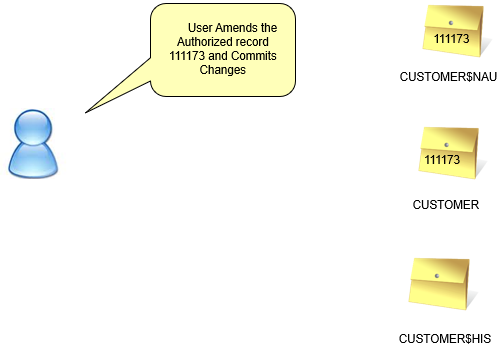 User Amends the
Authorized record
111173 and Commits
Changes
111173
CUSTOMER$NAU
111173
CUSTOMER
CUSTOMER$HIS